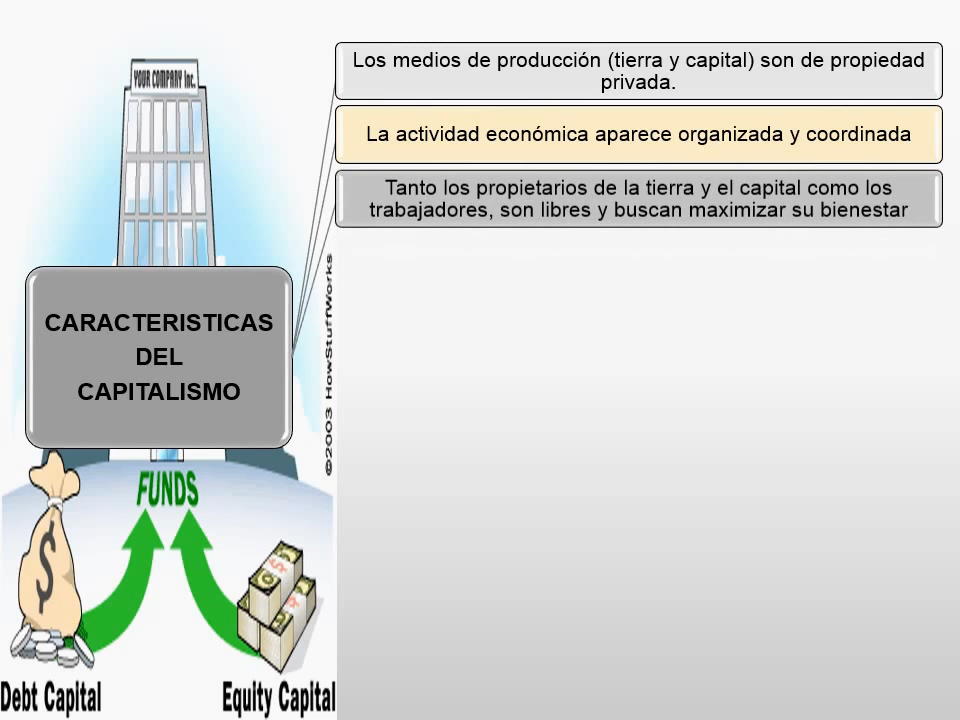 YOUR COMPANY Inc.
Los medios de producción (tierra y capital) son de propiedad
privada.
La actividad económica aparece organizada y coordinada
Tanto los propietarios de la tierra y el capital como los
trabajadores, son libres y buscan maximizar su bienestar
CARACTERISTICAS
DEL
CAPITALISMO
©2003 HowStuffWorks
FUNDS
$
Debt Capital
Equity Capital